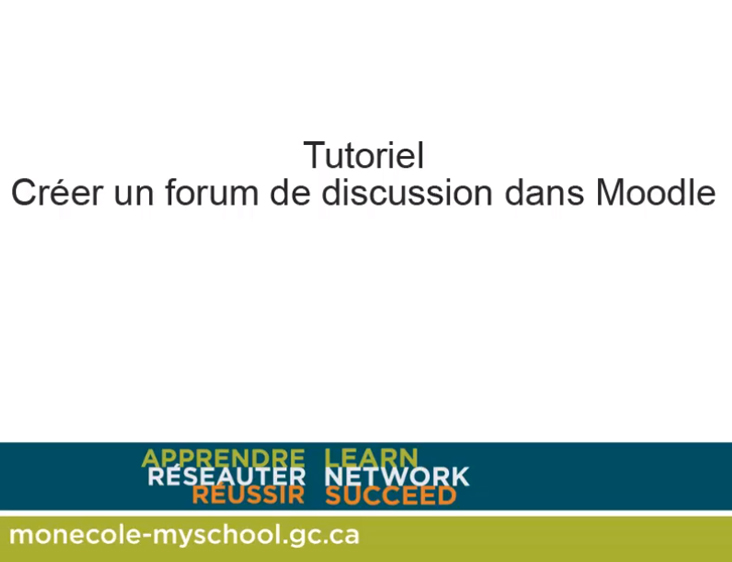 Tutoriel
Créer un forum de discussion dans Moodle
APPRENDRE LEARN
RÉSEAUTER NETWORK
RÉUSSIR SUCCEED
monecole-myschool.gc.ca